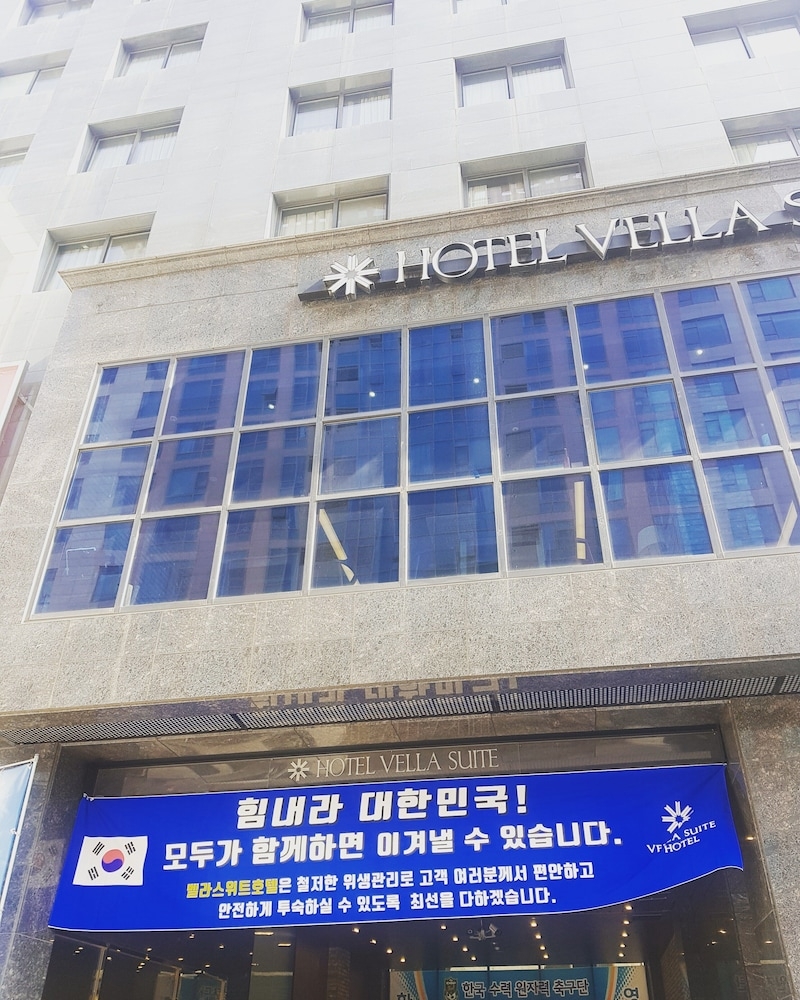 HOTEL VELLA S
HOTEL VELLA SUITE
힘내라 대한민국!
모두가 함께하면 이겨낼 수 있습니다.
벨라스위트호텔은 철저한 위생관리로 고객 여러분께서 편안하고
안전하게 투숙하실 수 있도록 최선을 다하겠습니다.
SUITE
HOTEL
한국 수력 원자력 축구단